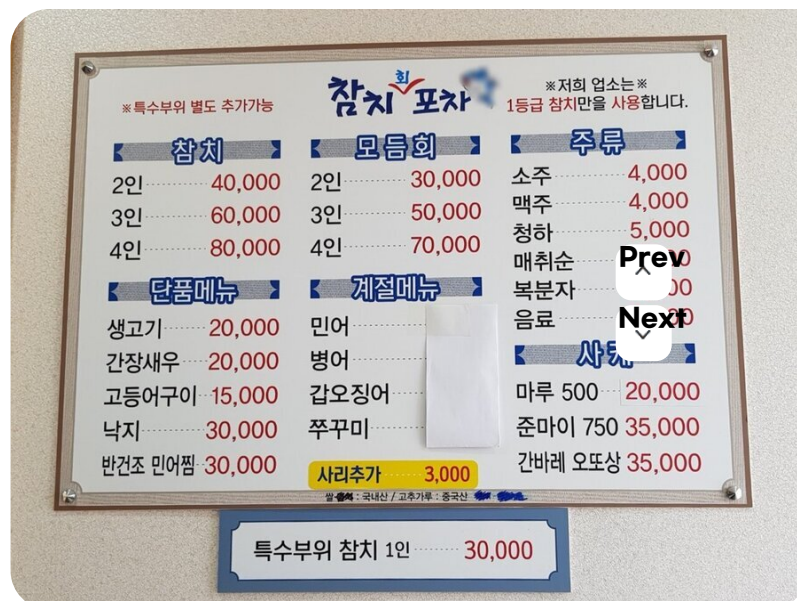 ※특수부위 별도 추가가능
참치회포차
※저희 업소는※
1등급 참치만을 사용합니다.
참치
2인 40,000
3인 60,000
4인 80,000
모듬회
2인 30,000
3인 50,000
4인 70,000
주류
소주 4,000
맥주 4,000
청하 5,000
매취순
복분자
음료
Prev
Next
단품메뉴
생고기 20,000
간장새우 20,000
고등어구이 15,000
낙지 30,000
반건조 민어찜 30,000
계절메뉴
민어
병어
갑오징어
쭈꾸미
사리추가 3,000
사케
마루 500 20,000
준마이 750 35,000
간바레 오또상 35,000
쌀 : 국내산 / 고추가루 : 중국산
특수부위 참치 1인 30,000